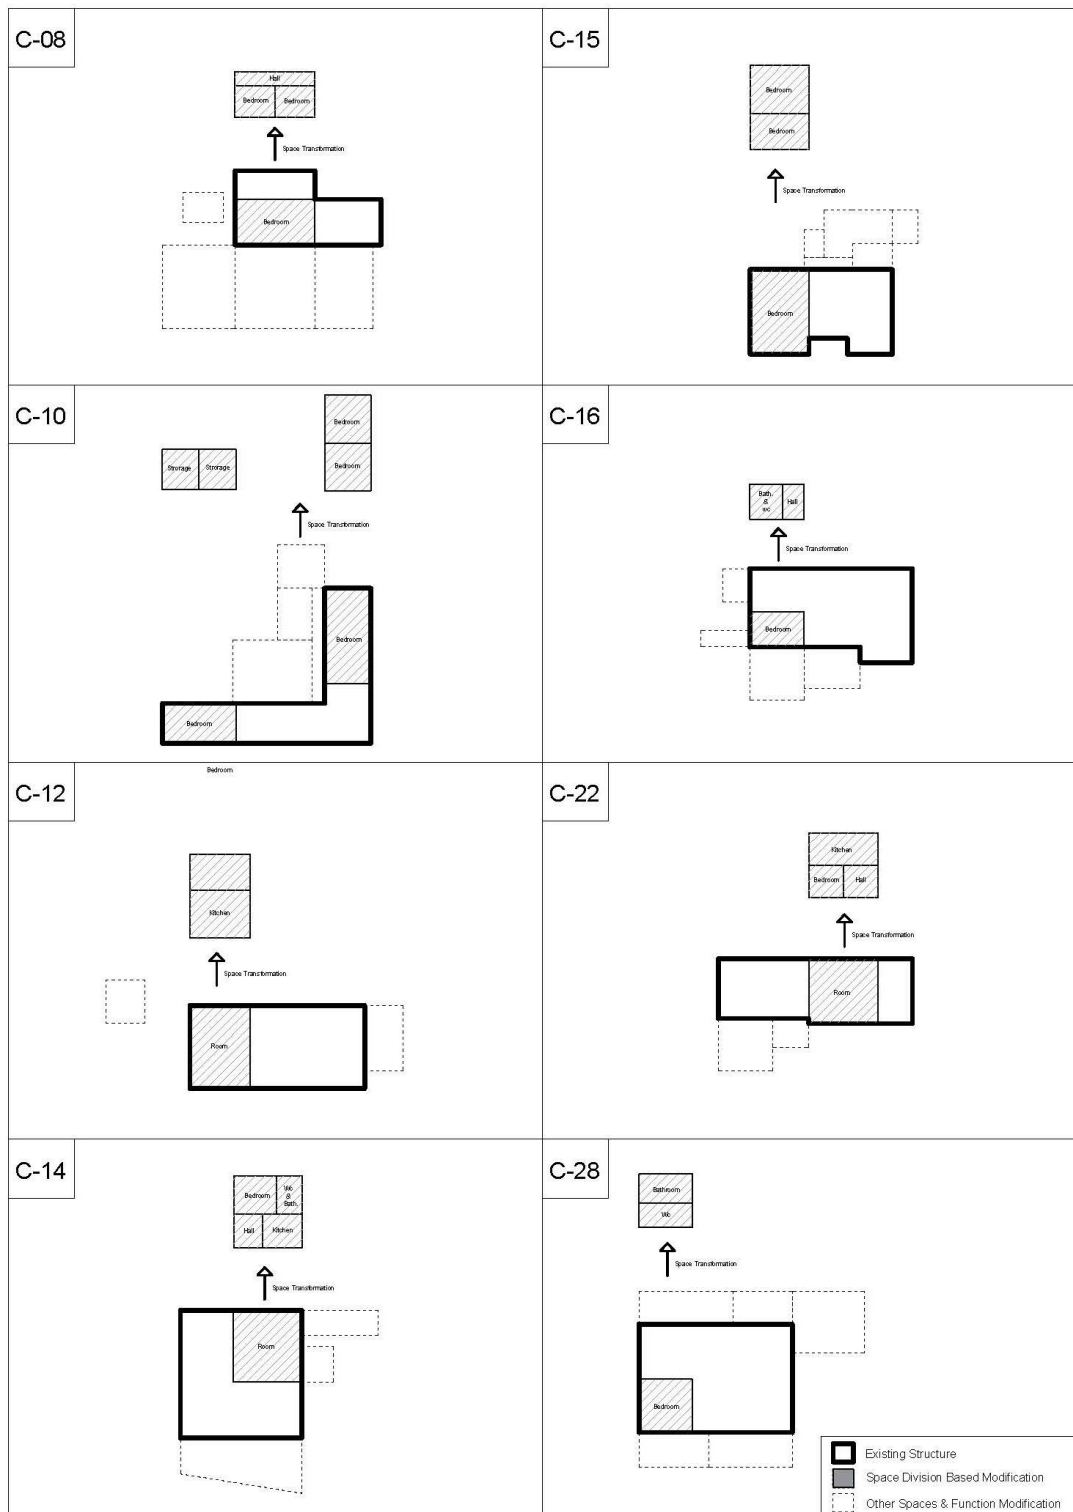 C-08
Hall
Bedroom Bedroom
Space Transformation
Bedroom
C-15
Bedroom
Bedroom
Space Transformation
Bedroom
C-10
Bedroom
Strorage Strorage
Bedroom
Space Transformation
Bedroom
Bedroom
C-16
Bath.
&
wc
Hall
Space Transformation
Bedroom
C-12
Bedroom
Kitchen
Space Transformation
Room
C-22
Kitchen
Bedroom Hall
Space Transformation
Room
C-14
Bedroom
Wc
&
Bath.
Hall Kitchen
Space Transformation
Room
C-28
Bathroom
Wc
Space Transformation
Bedroom
Existing Structure
Space Division Based Modification
Other Spaces & Function Modification